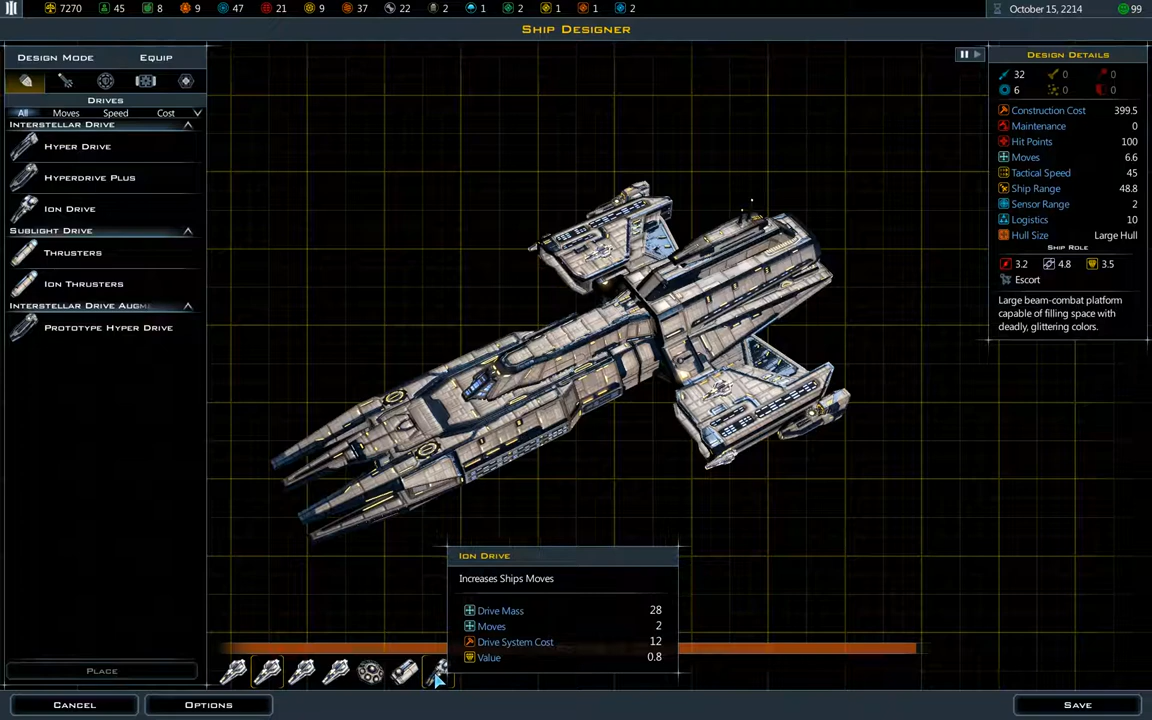 7270 45 8 9 47 21 9 37 22 2 1 2 1 1 2
October 15, 2214
99
Ship Designer
Design Mode Equip
Drives
All Moves Speed Cost
Interstellar Drive
Hyper Drive
Hyperdrive Plus
Ion Drive
Sublight Drive
Thrusters
Ion Thrusters
Interstellar Drive Augm
Prototype Hyper Drive
Place
Cancel
Options
Ion Drive
Increases Ships Moves
Drive Mass 28
Moves 2
Drive System Cost 12
Value 0.8
Design Details
32 0 0
6 0 0
Construction Cost 399.5
Maintenance 0
Hit Points 100
Moves 6.6
Tactical Speed 45
Ship Range 48.8
Sensor Range 2
Logistics 10
Hull Size Large Hull
Ship Role
3.2 4.8 3.5
Escort
Large beam-combat platform
capable of filling space with
deadly, glittering colors.
Save